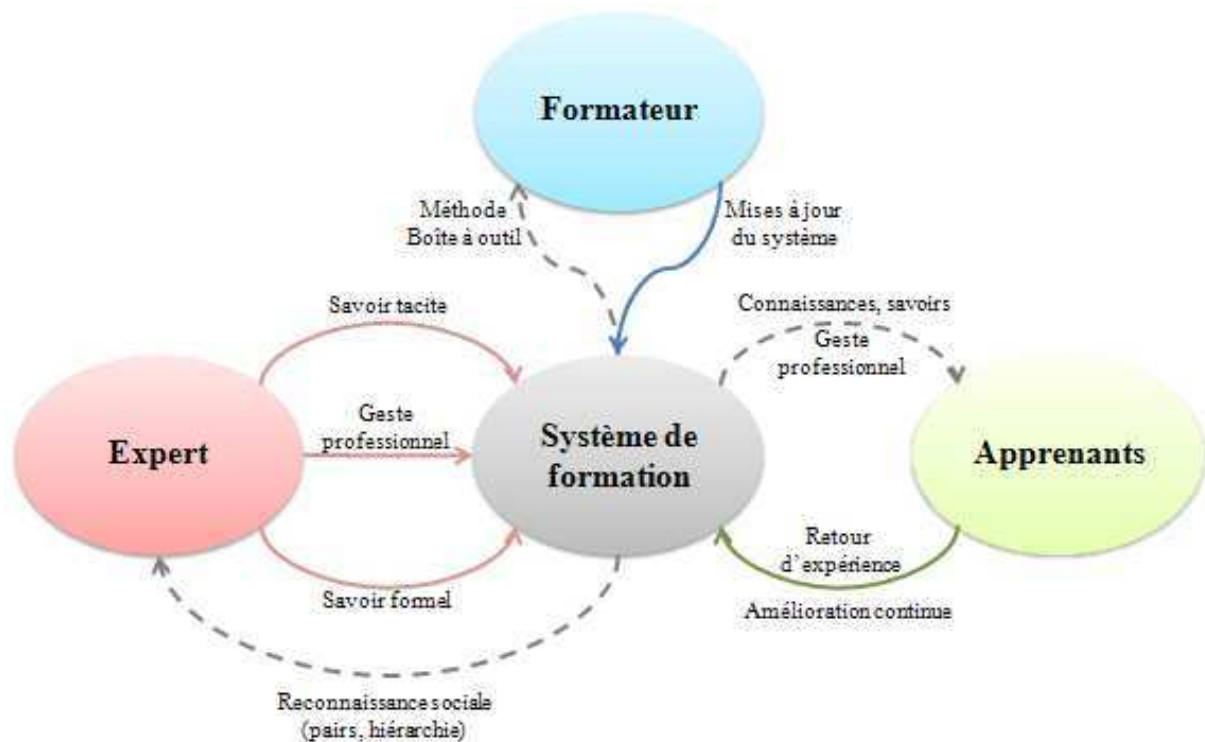 Formateur
Méthode
Boîte à outil
Mises à jour
du système
Savoir tacite
Connaissances, savoirs
Geste
professionnel
Geste
professionnel
Expert
Système de
formation
Apprenants
Retour
d'expérience
Savoir formel
Amélioration continue
Reconnaissance sociale
(pairs, hiérarchie)